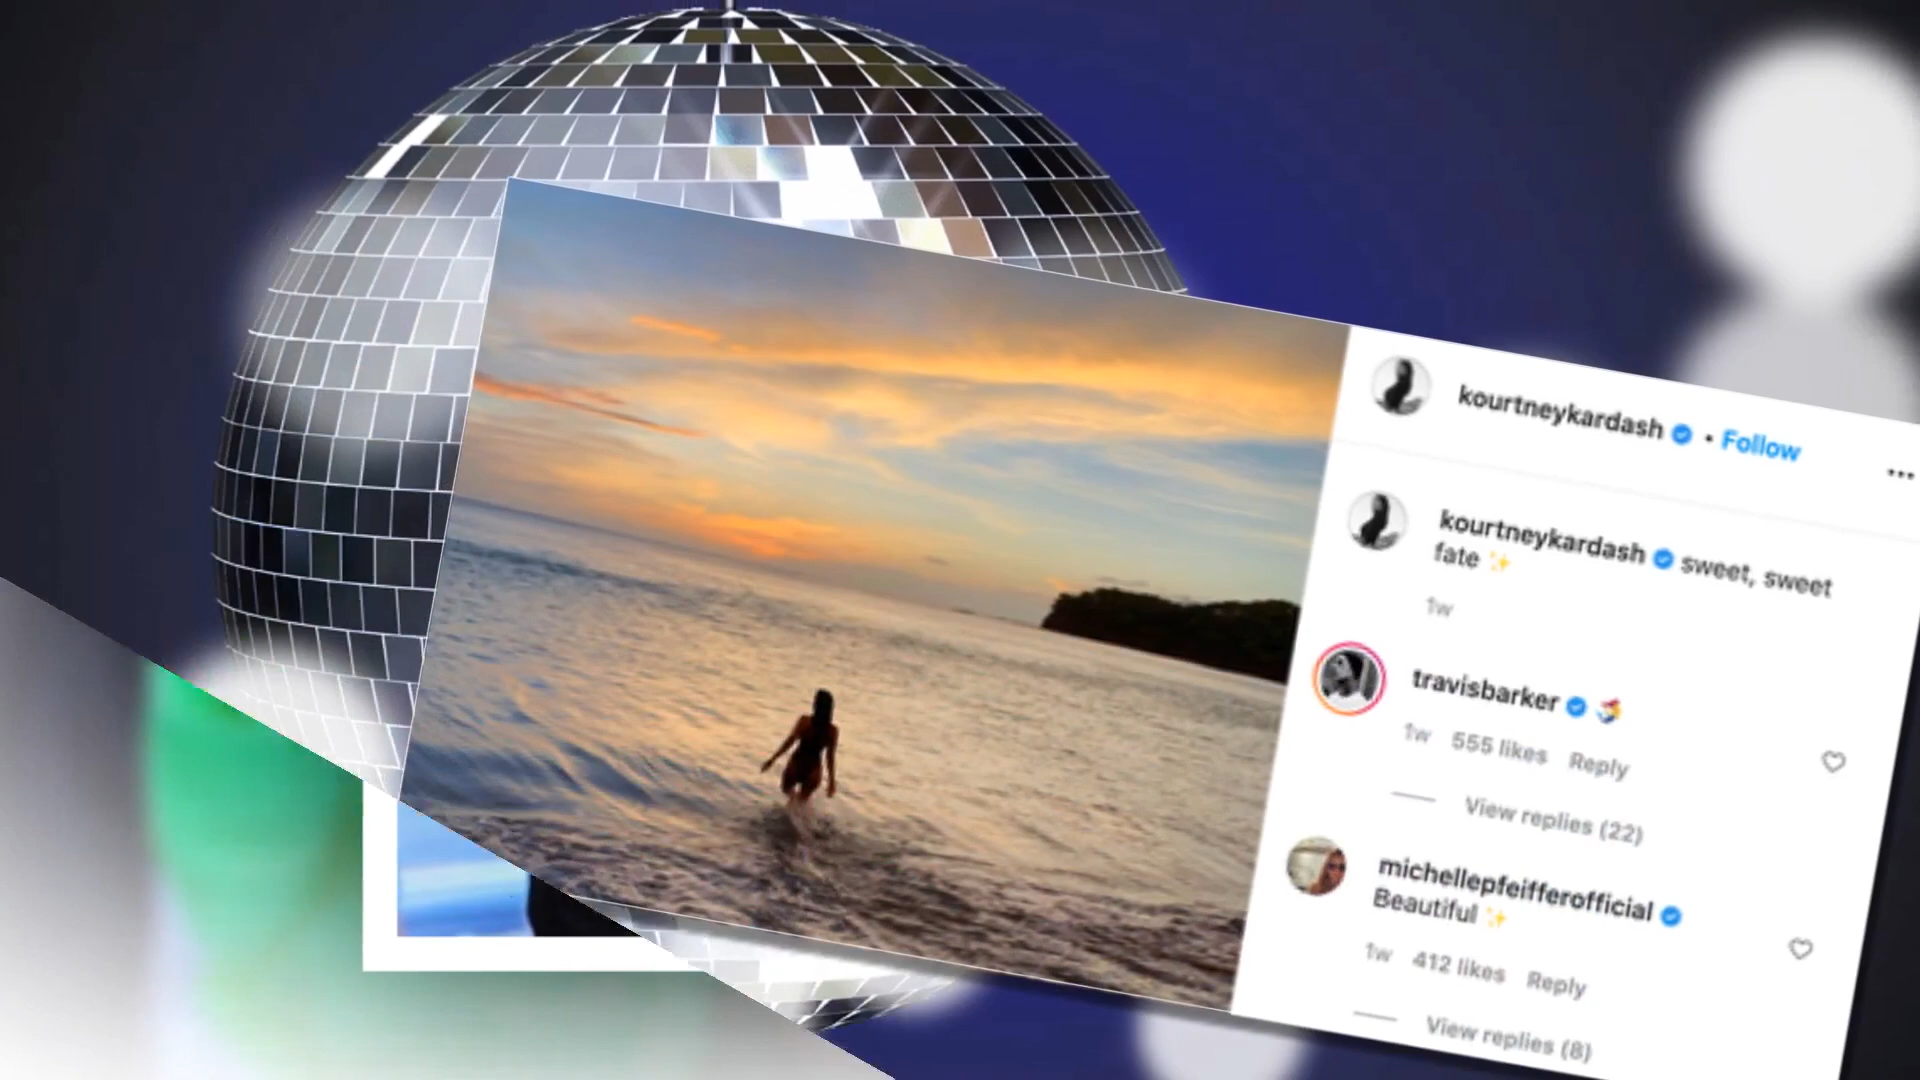 kourtneykardash • Follow
kourtneykardash sweet, sweet
fate ✨
1w
travisbarker 🧜‍♀️
1w 555 likes Reply
View replies (22)
michellepfeifferofficial
Beautiful ✨
1w 412 likes Reply
View replies (8)